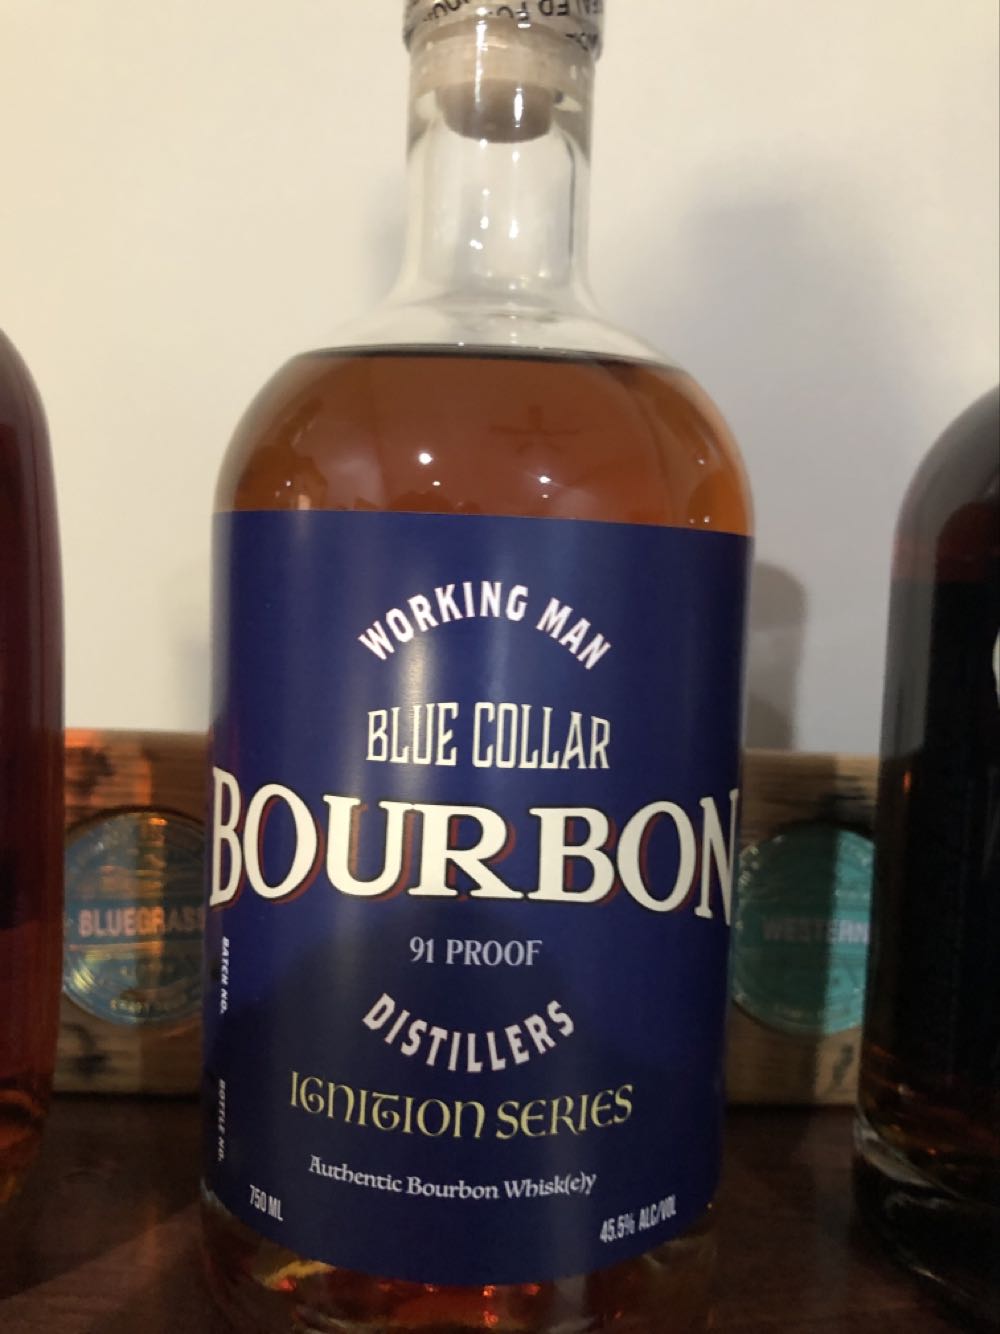 WORKING MAN
BLUE COLLAR
BOURBON
91 PROOF
DISTILLERS
IGNITION SERIES
Authentic Bourbon Whisk(e)y
750 ML
45.5% ALC/VOL
BATCH NO.
BOTTLE NO.
BLUEGRASS
WESTERN